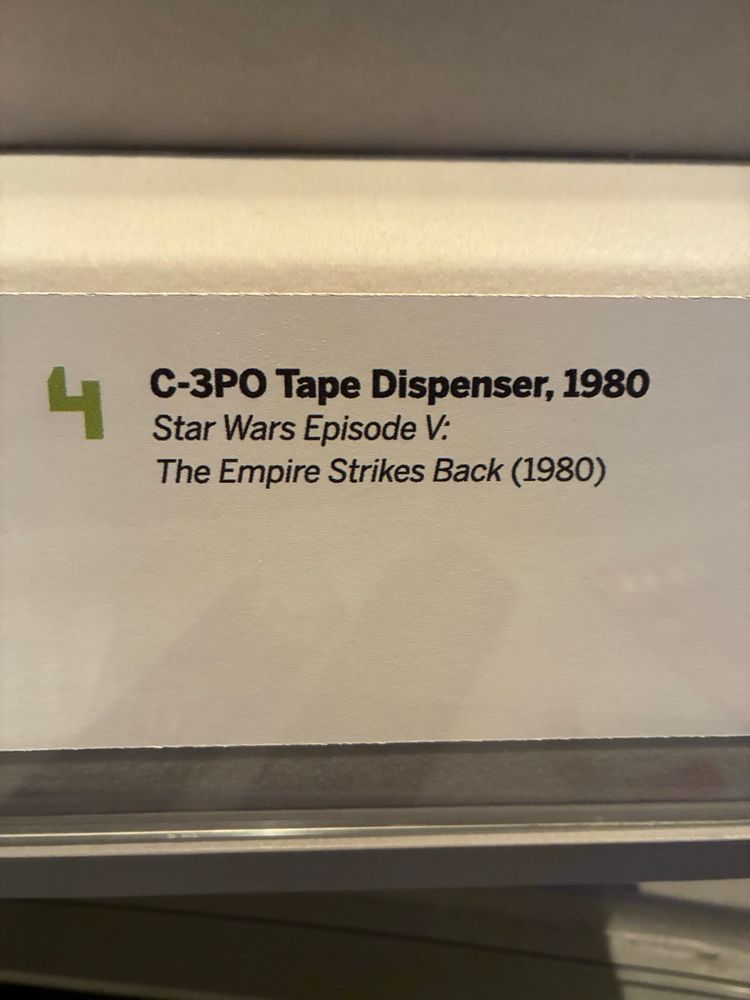 4
C-3PO Tape Dispenser, 1980
Star Wars Episode V:
The Empire Strikes Back (1980)